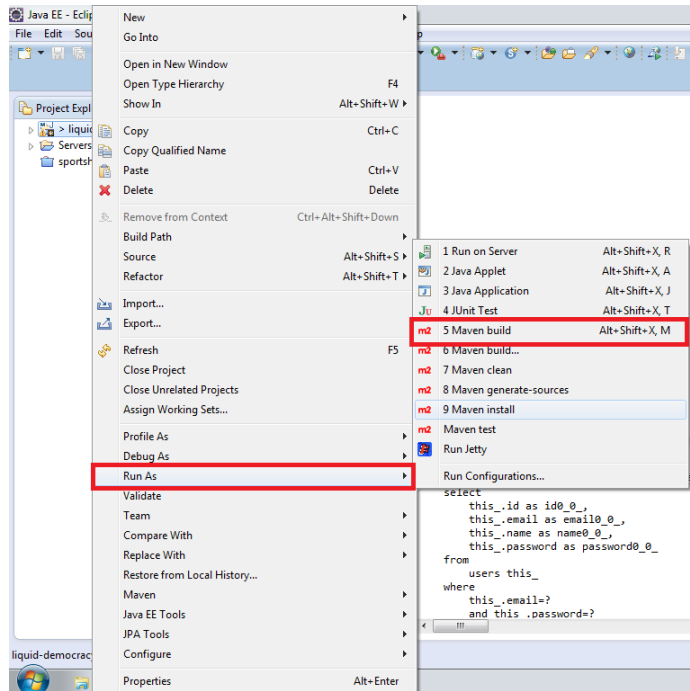 Java EE - Eclip
File Edit Sou
Project Expl
> liquid
Servers
sportsh
New
Go Into
Open in New Window
Open Type Hierarchy F4
Show In Alt+Shift+W
Copy Ctrl+C
Copy Qualified Name
Paste Ctrl+V
Delete Delete
Remove from Context Ctrl+Alt+Shift+Down
Build Path
Source Alt+Shift+S
Refactor Alt+Shift+T
Import...
Export...
Refresh F5
Close Project
Close Unrelated Projects
Assign Working Sets...
Profile As
Debug As
Run As
Validate
Team
Compare With
Replace With
Restore from Local History...
Maven
Java EE Tools
JPA Tools
Configure
Properties Alt+Enter
1 Run on Server Alt+Shift+X, R
2 Java Applet Alt+Shift+X, A
3 Java Application Alt+Shift+X, J
Ju 4 JUnit Test Alt+Shift+X, T
m2 5 Maven build Alt+Shift+X, M
m2 6 Maven build...
m2 7 Maven clean
m2 8 Maven generate-sources
m2 9 Maven install
m2 Maven test
Run Jetty
Run Configurations...
select
this_.id as id0_0_,
this_.email as email0_0_,
this_.name as name0_0_,
this_.password as password0_0_
from
users this_
where
this_.email=?
and this_.password=?
liquid-democrac